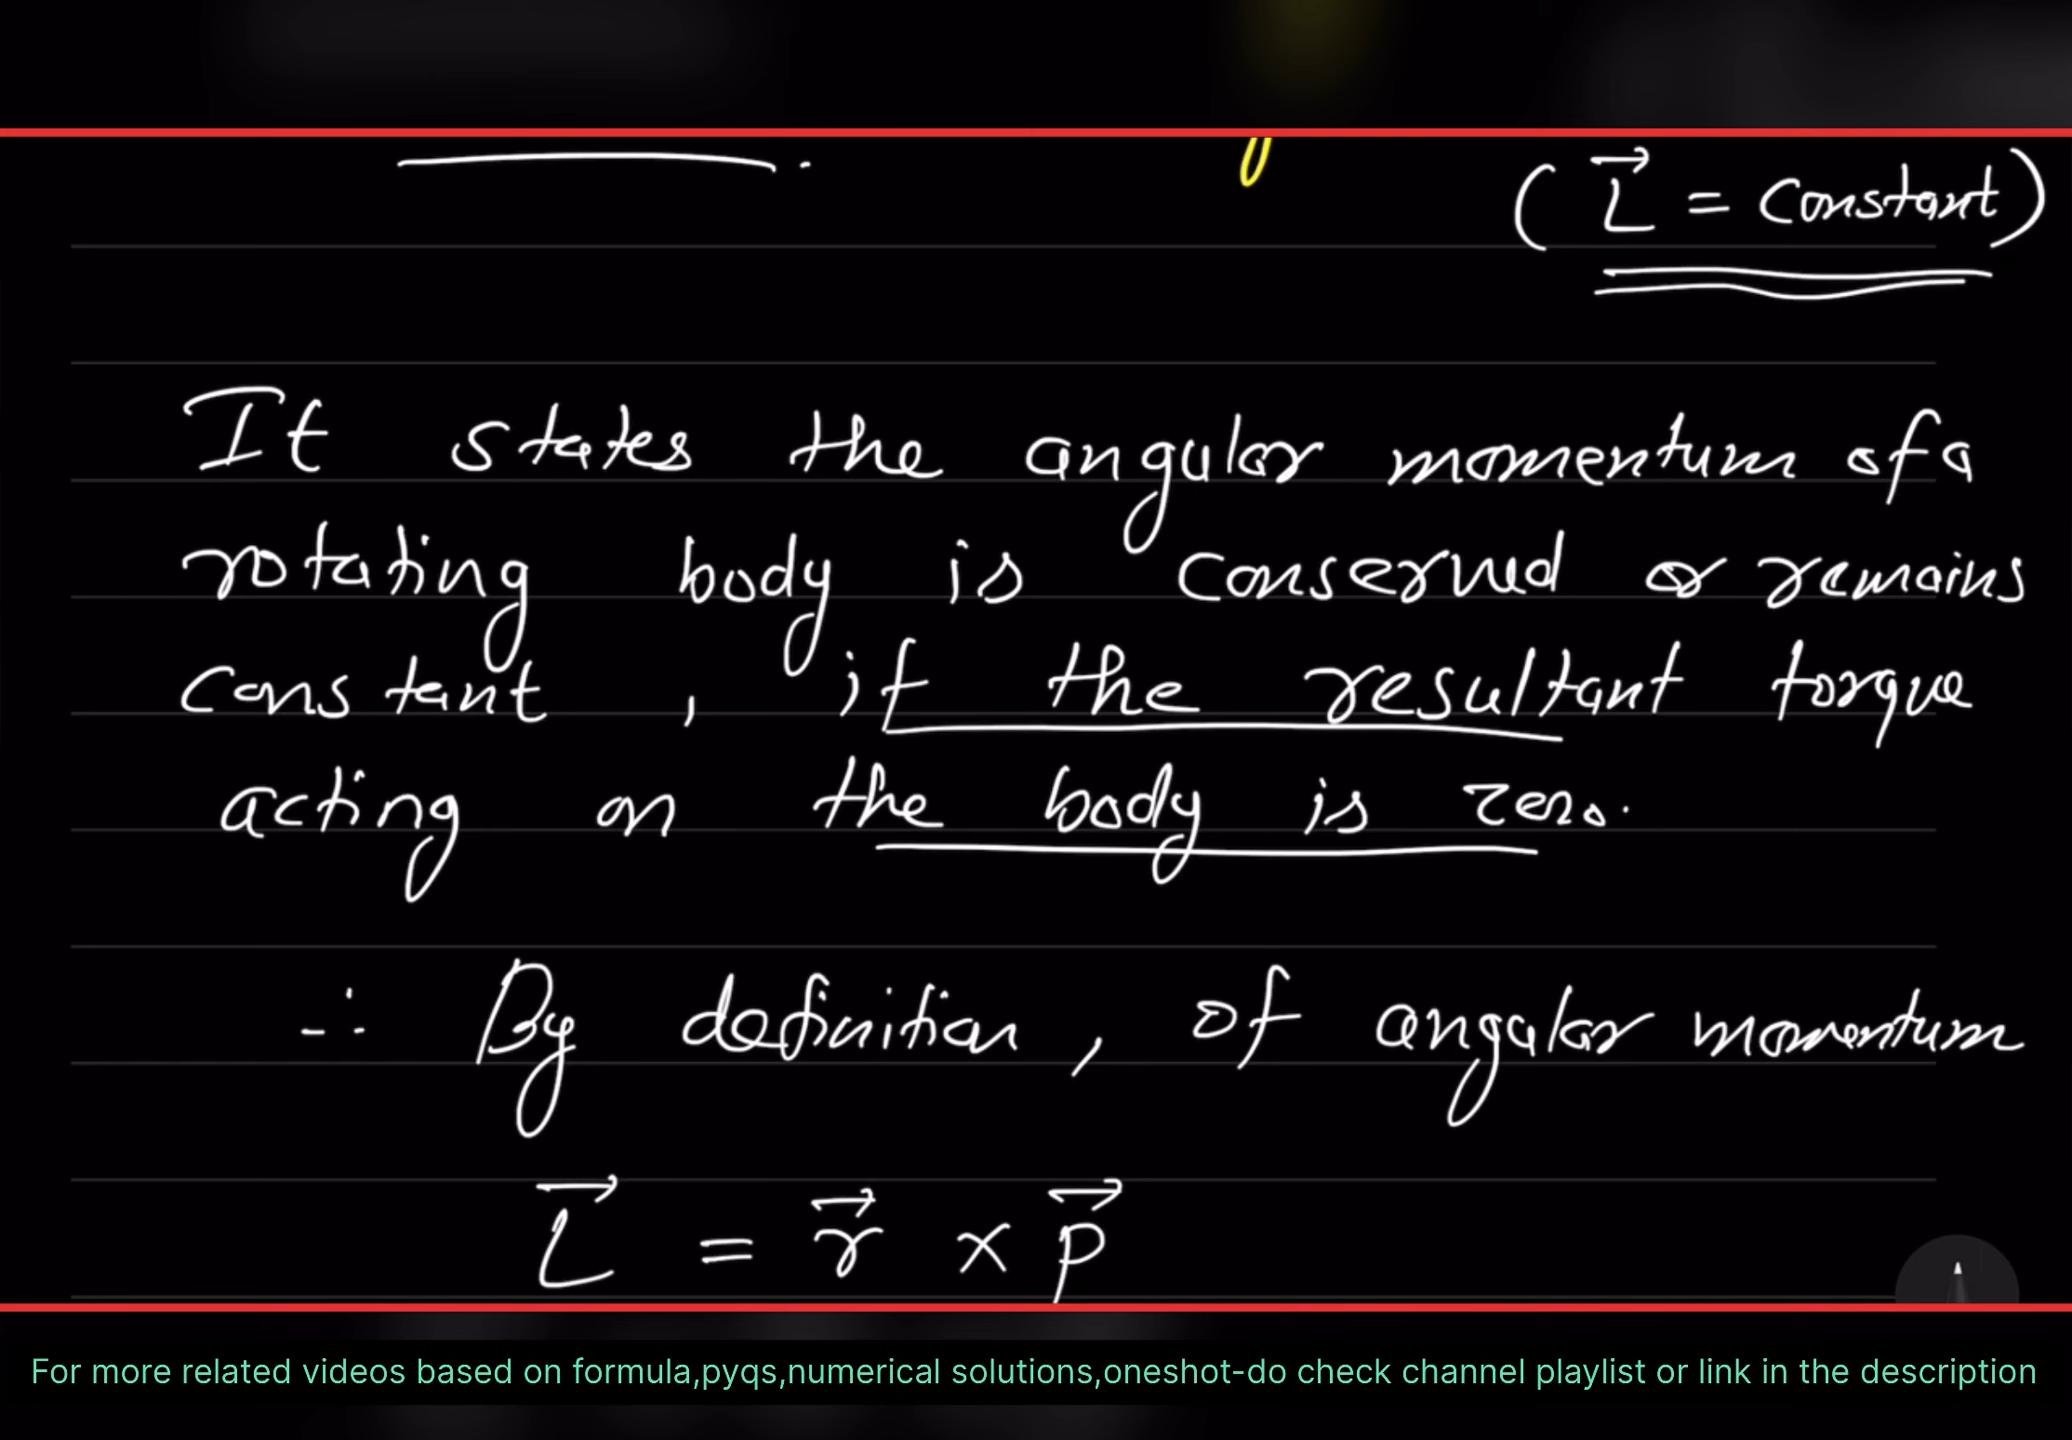 ( L⃗ = Constant )
It states the angular momentum of a
rotating body is conserved or remains
constant , if the resultant torque
acting on the body is zero.
∴ By definition , of angular momentum
L⃗ = r⃗ × p⃗
For more related videos based on formula,pyqs,numerical solutions,oneshot-do check channel playlist or link in the description